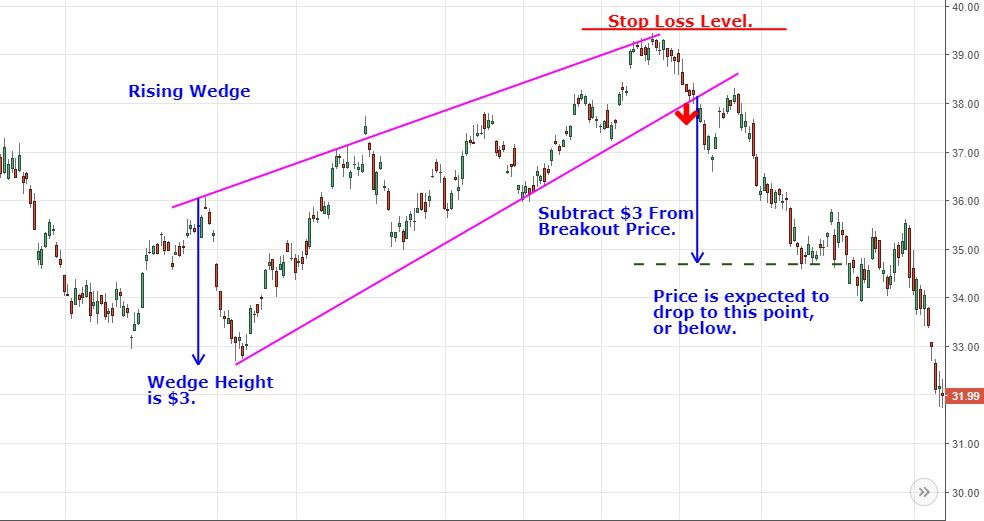 Stop Loss Level.
Rising Wedge
Subtract $3 From
Breakout Price.
Price is expected to
drop to this point,
or below.
Wedge Height
is $3.
40.00
39.00
38.00
37.00
36.00
35.00
34.00
33.00
31.99
31.00
30.00